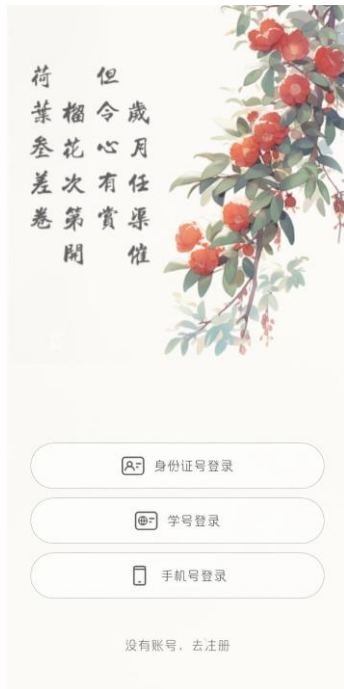 荷葉叁差卷
榴花次第開
但令心有賞
歲月任渠催
身份证号登录
学号登录
手机号登录
没有账号，去注册